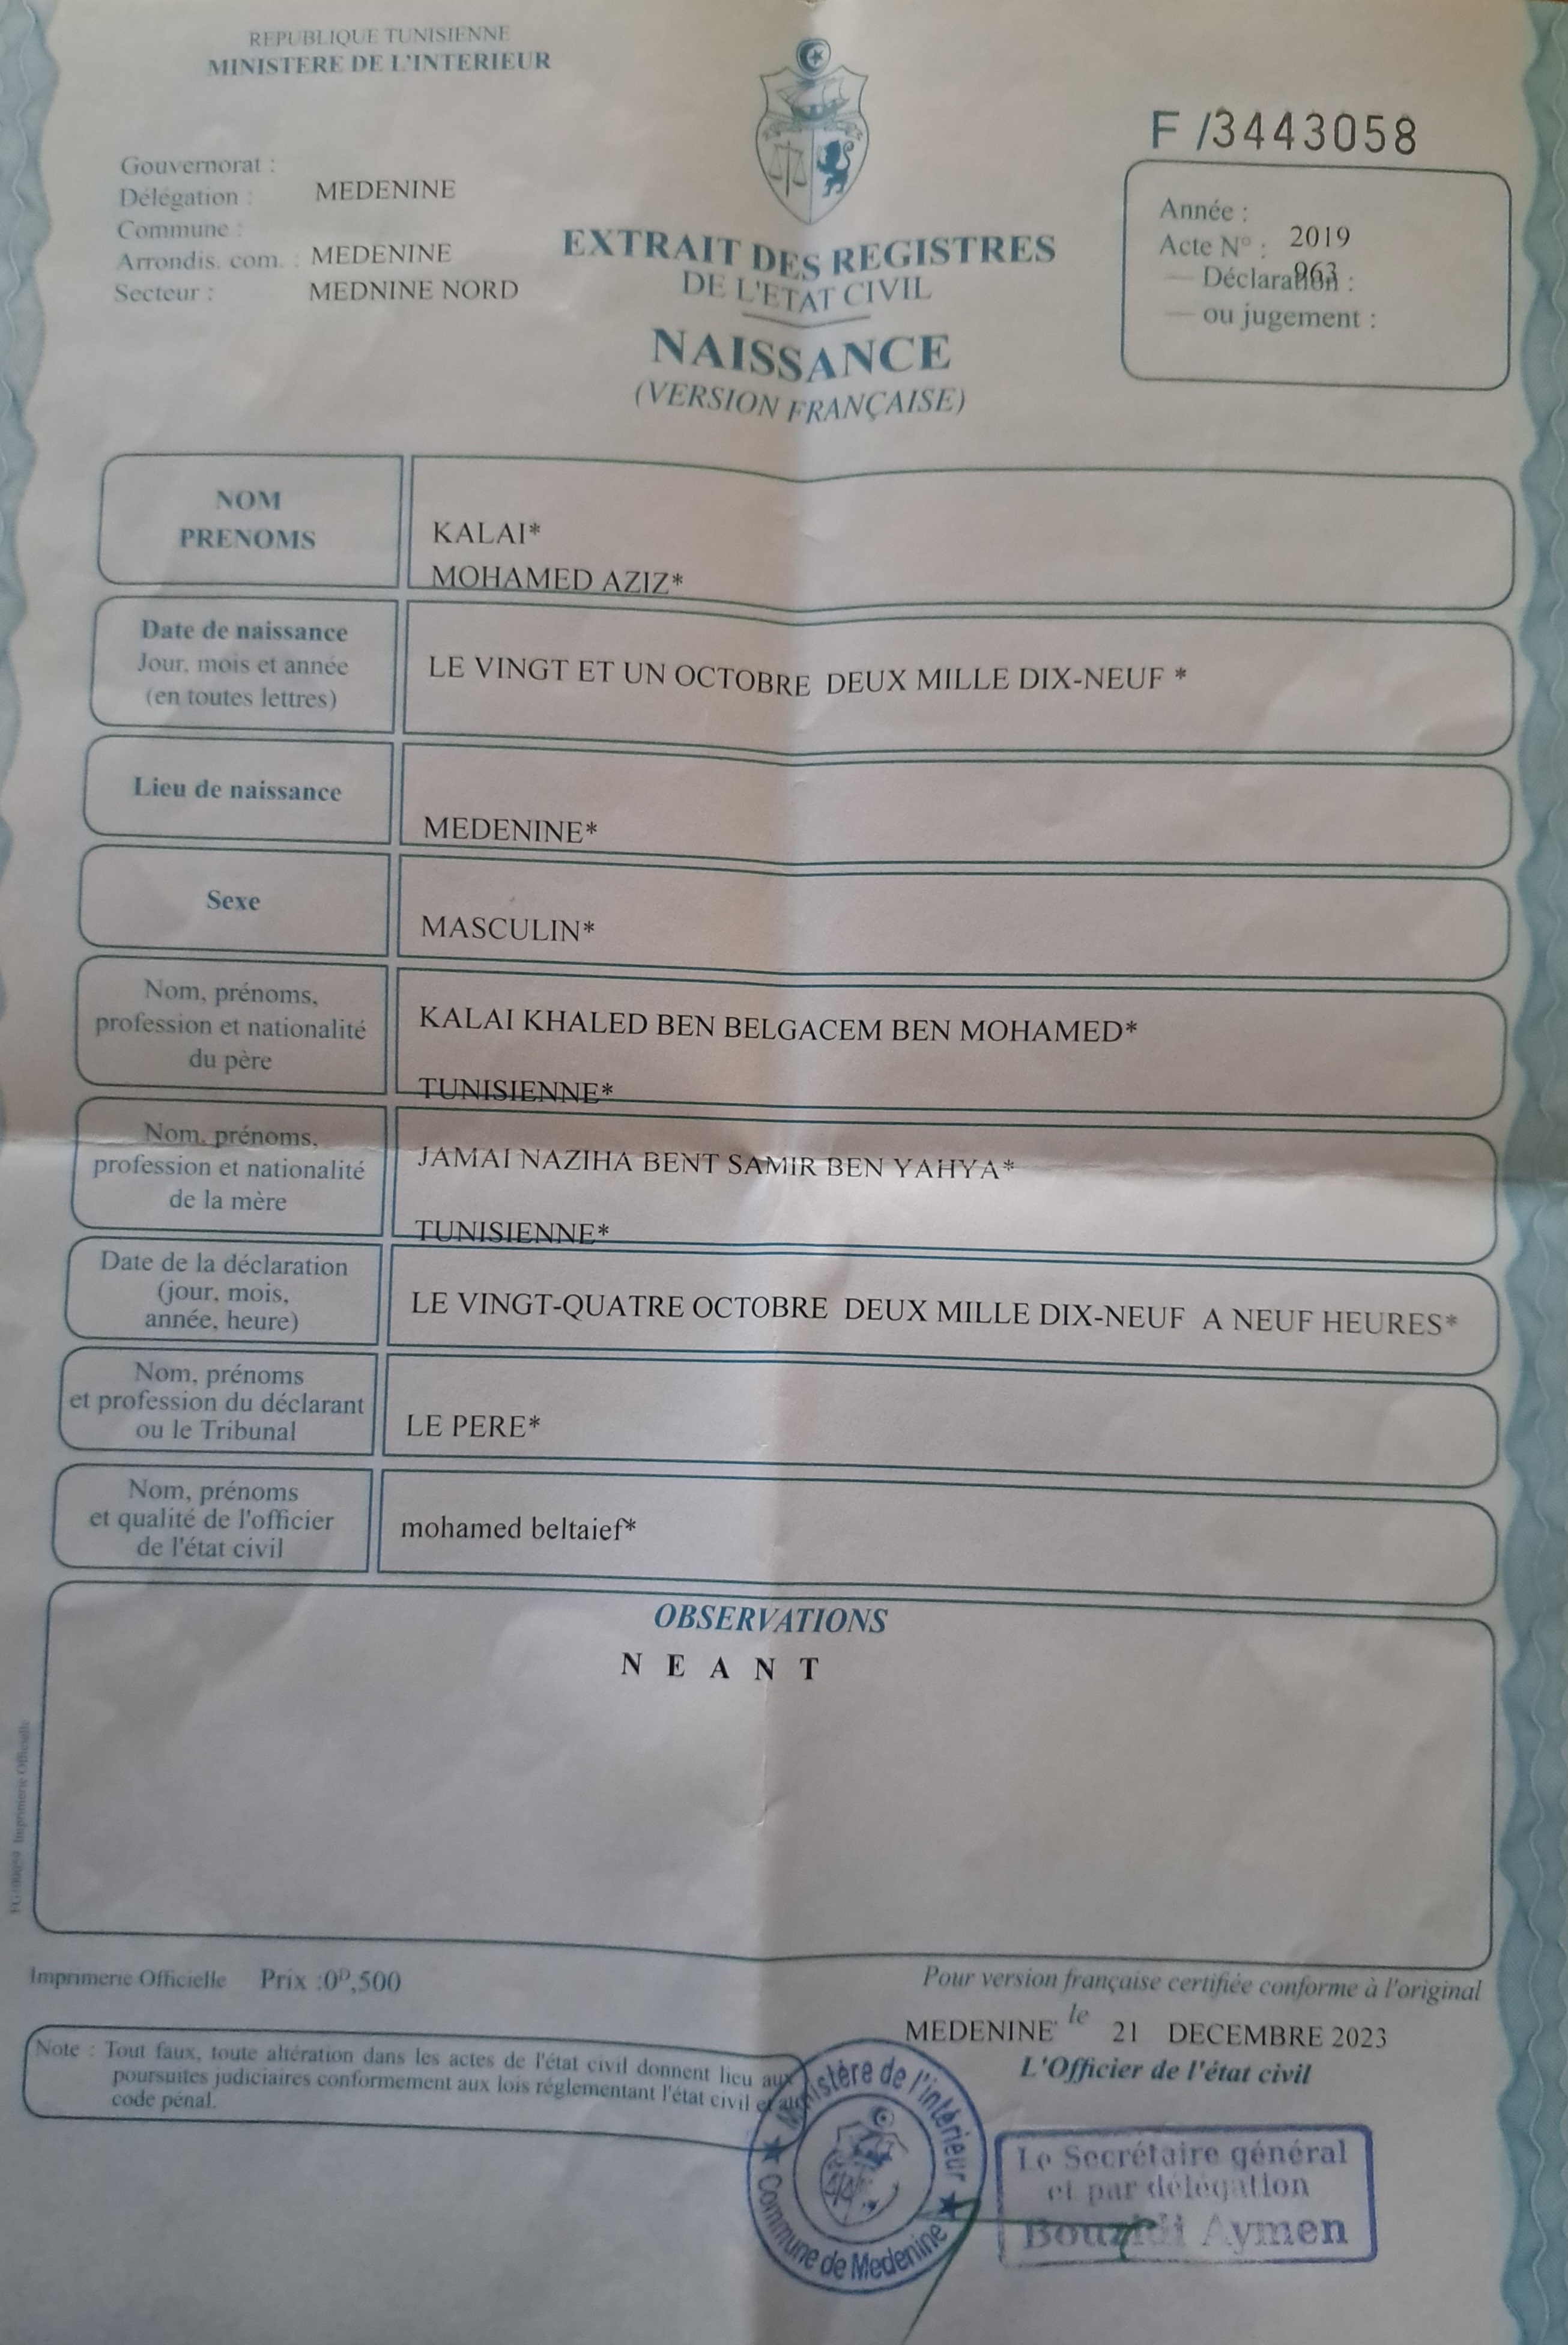 REPUBLIQUE TUNISIENNE
MINISTERE DE L'INTERIEUR
F /3443058
Gouvernorat :
Délégation : MEDENINE
Commune :
Arrondis. com. : MEDENINE
Secteur : MEDNINE NORD
EXTRAIT DES REGISTRES
DE L'ETAT CIVIL
NAISSANCE
(VERSION FRANÇAISE)
Année : 2019
Acte N° : 963
— Déclaration :
— ou jugement :
NOM
PRENOMS
KALAI*
MOHAMED AZIZ*
Date de naissance
Jour, mois et année
(en toutes lettres)
LE VINGT ET UN OCTOBRE DEUX MILLE DIX-NEUF *
Lieu de naissance
MEDENINE*
Sexe
MASCULIN*
Nom, prénoms,
profession et nationalité
du père
KALAI KHALED BEN BELGACEM BEN MOHAMED*
TUNISIENNE*
Nom, prénoms,
profession et nationalité
de la mère
JAMAI NAZIHA BENT SAMIR BEN YAHYA*
TUNISIENNE*
Date de la déclaration
(jour, mois,
année, heure)
LE VINGT-QUATRE OCTOBRE DEUX MILLE DIX-NEUF A NEUF HEURES*
Nom, prénoms
et profession du déclarant
ou le Tribunal
LE PERE*
Nom, prénoms
et qualité de l'officier
de l'état civil
mohamed beltaief*
OBSERVATIONS
N E A N T
Imprimerie Officielle
Imprimerie Officielle Prix :0ᴰ,500
Pour version française certifiée conforme à l'original
MEDENINE le 21 DECEMBRE 2023
L'Officier de l'état civil
Note : Tout faux, toute altération dans les actes de l'état civil donnent lieu aux
poursuites judiciaires conformement aux lois réglementant l'état civil et au
code pénal.
Ministère de l'intérieur
Commune de Medenine
Le Secrétaire général
et par délégation
Bouzidi Aymen